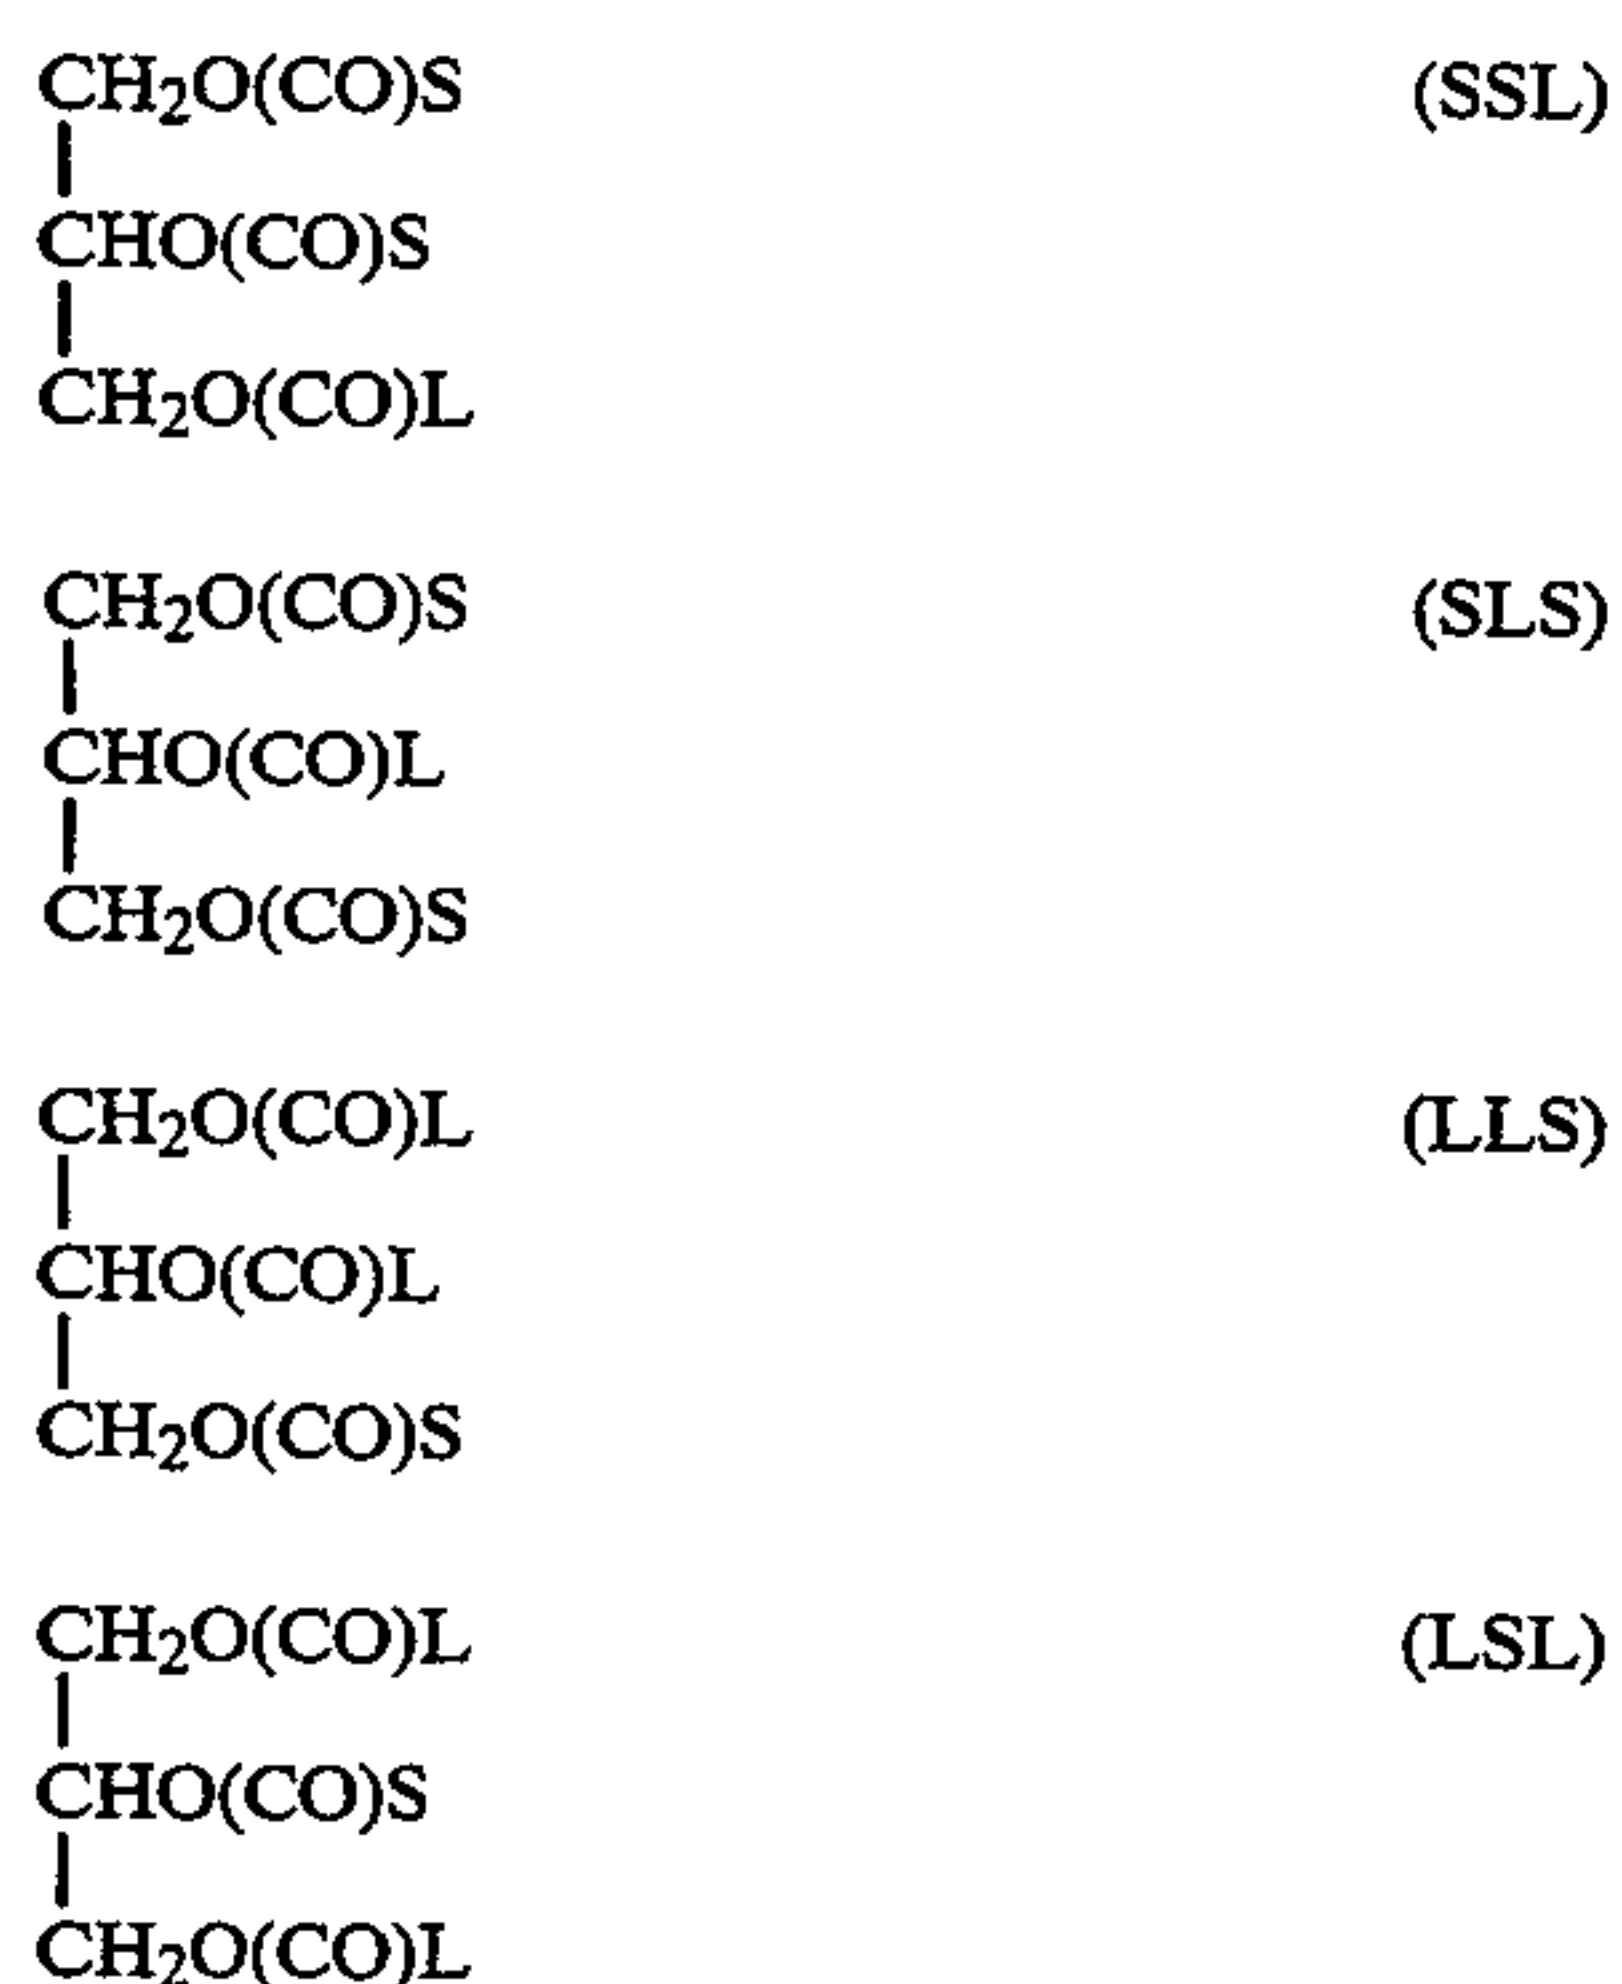 CH₂O(CO)S (SSL)
CHO(CO)S
CH₂O(CO)L
CH₂O(CO)S (SLS)
CHO(CO)L
CH₂O(CO)S
CH₂O(CO)L (LLS)
CHO(CO)L
CH₂O(CO)S
CH₂O(CO)L (LSL)
CHO(CO)S
CH₂O(CO)L